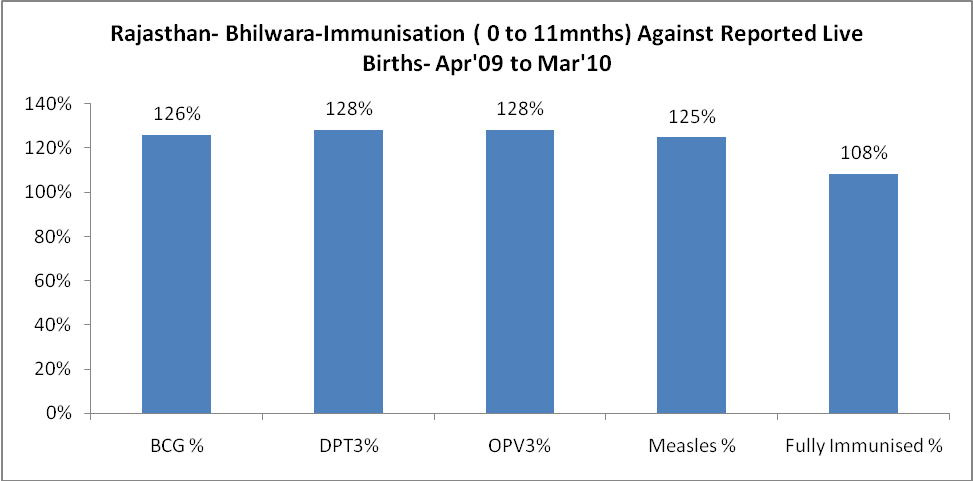 Rajasthan- Bhilwara-Immunisation ( 0 to 11mnths) Against Reported Live
Births- Apr'09 to Mar'10
140%
120%
100%
80%
60%
40%
20%
0%
126%
128%
128%
125%
108%
BCG %
DPT3%
OPV3%
Measles %
Fully Immunised %